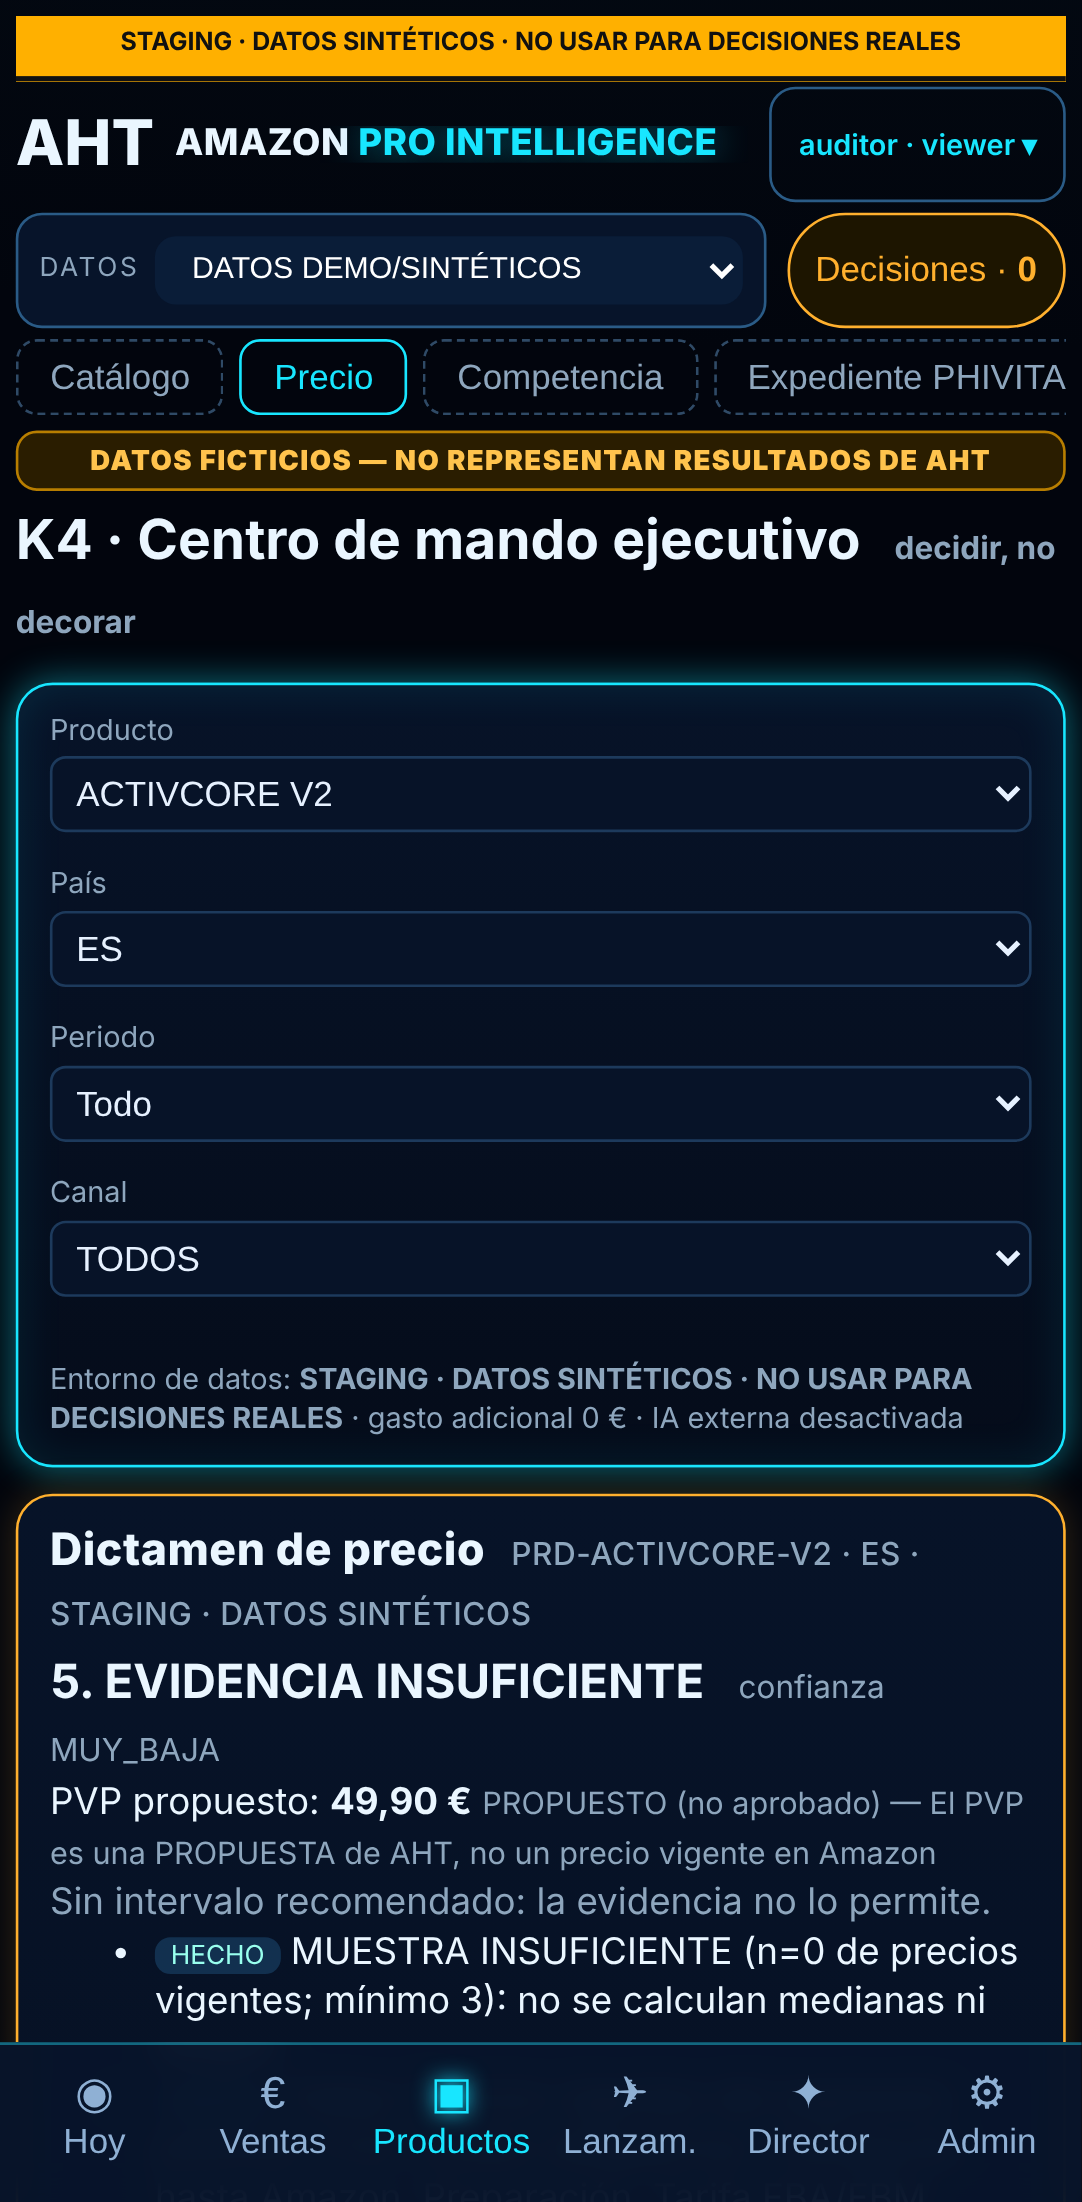 STAGING · DATOS SINTÉTICOS · NO USAR PARA DECISIONES REALES
AHT AMAZON PRO INTELLIGENCE
auditor · viewer ▾
DATOS DATOS DEMO/SINTÉTICOS
Decisiones · 0
Catálogo Precio Competencia Expediente PHIVITA
DATOS FICTICIOS — NO REPRESENTAN RESULTADOS DE AHT
K4 · Centro de mando ejecutivo decidir, no
decorar
Producto
ACTIVCORE V2
País
ES
Periodo
Todo
Canal
TODOS
Entorno de datos: STAGING · DATOS SINTÉTICOS · NO USAR PARA
DECISIONES REALES · gasto adicional 0 € · IA externa desactivada
Dictamen de precio PRD-ACTIVCORE-V2 · ES ·
STAGING · DATOS SINTÉTICOS
5. EVIDENCIA INSUFICIENTE confianza
MUY_BAJA
PVP propuesto: 49,90 € PROPUESTO (no aprobado) — El PVP
es una PROPUESTA de AHT, no un precio vigente en Amazon
Sin intervalo recomendado: la evidencia no lo permite.
• HECHO MUESTRA INSUFICIENTE (n=0 de precios
vigentes; mínimo 3): no se calculan medianas ni
€
Hoy Ventas Productos Lanzam. Director Admin